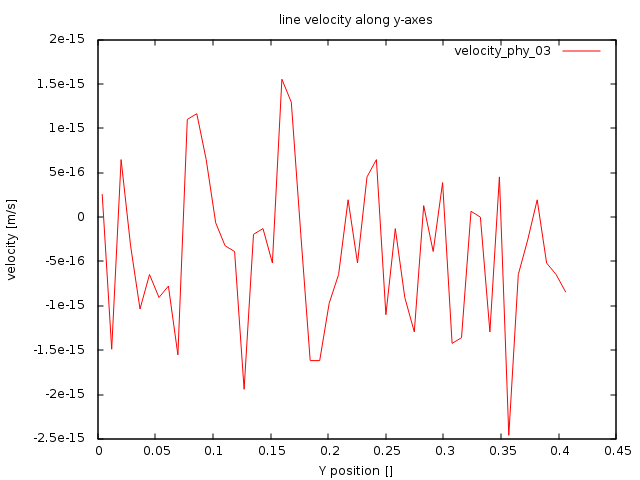 line velocity along y-axes
velocity_phy_03
2e-15
1.5e-15
1e-15
5e-16
0
-5e-16
-1e-15
-1.5e-15
-2e-15
-2.5e-15
velocity [m/s]
0 0.05 0.1 0.15 0.2 0.25 0.3 0.35 0.4 0.45
Y position []